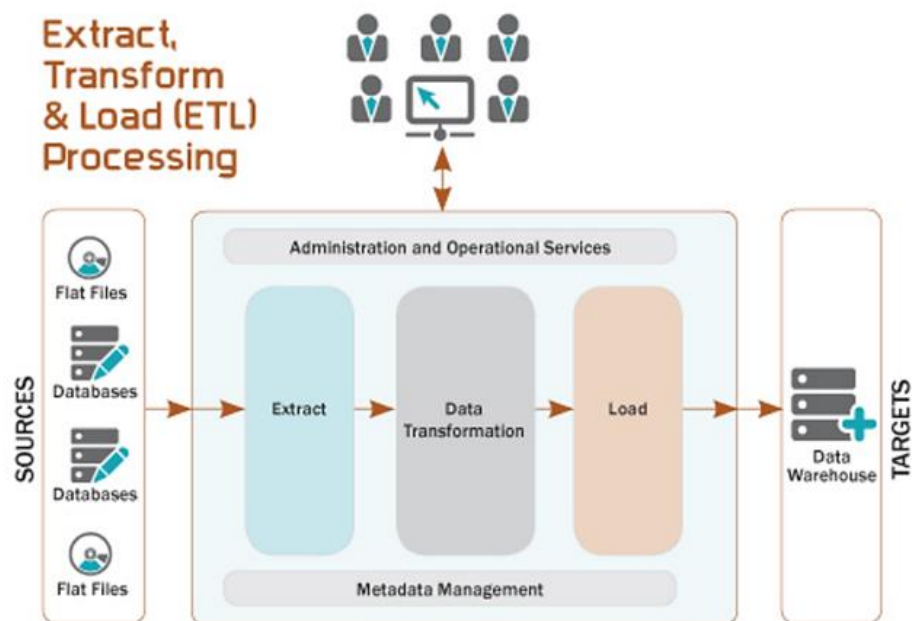 Extract,
Transform
& Load (ETL)
Processing
SOURCES
Flat Files
Databases
Databases
Flat Files
Administration and Operational Services
Extract
Data
Transformation
Load
Metadata Management
Data
Warehouse
TARGETS